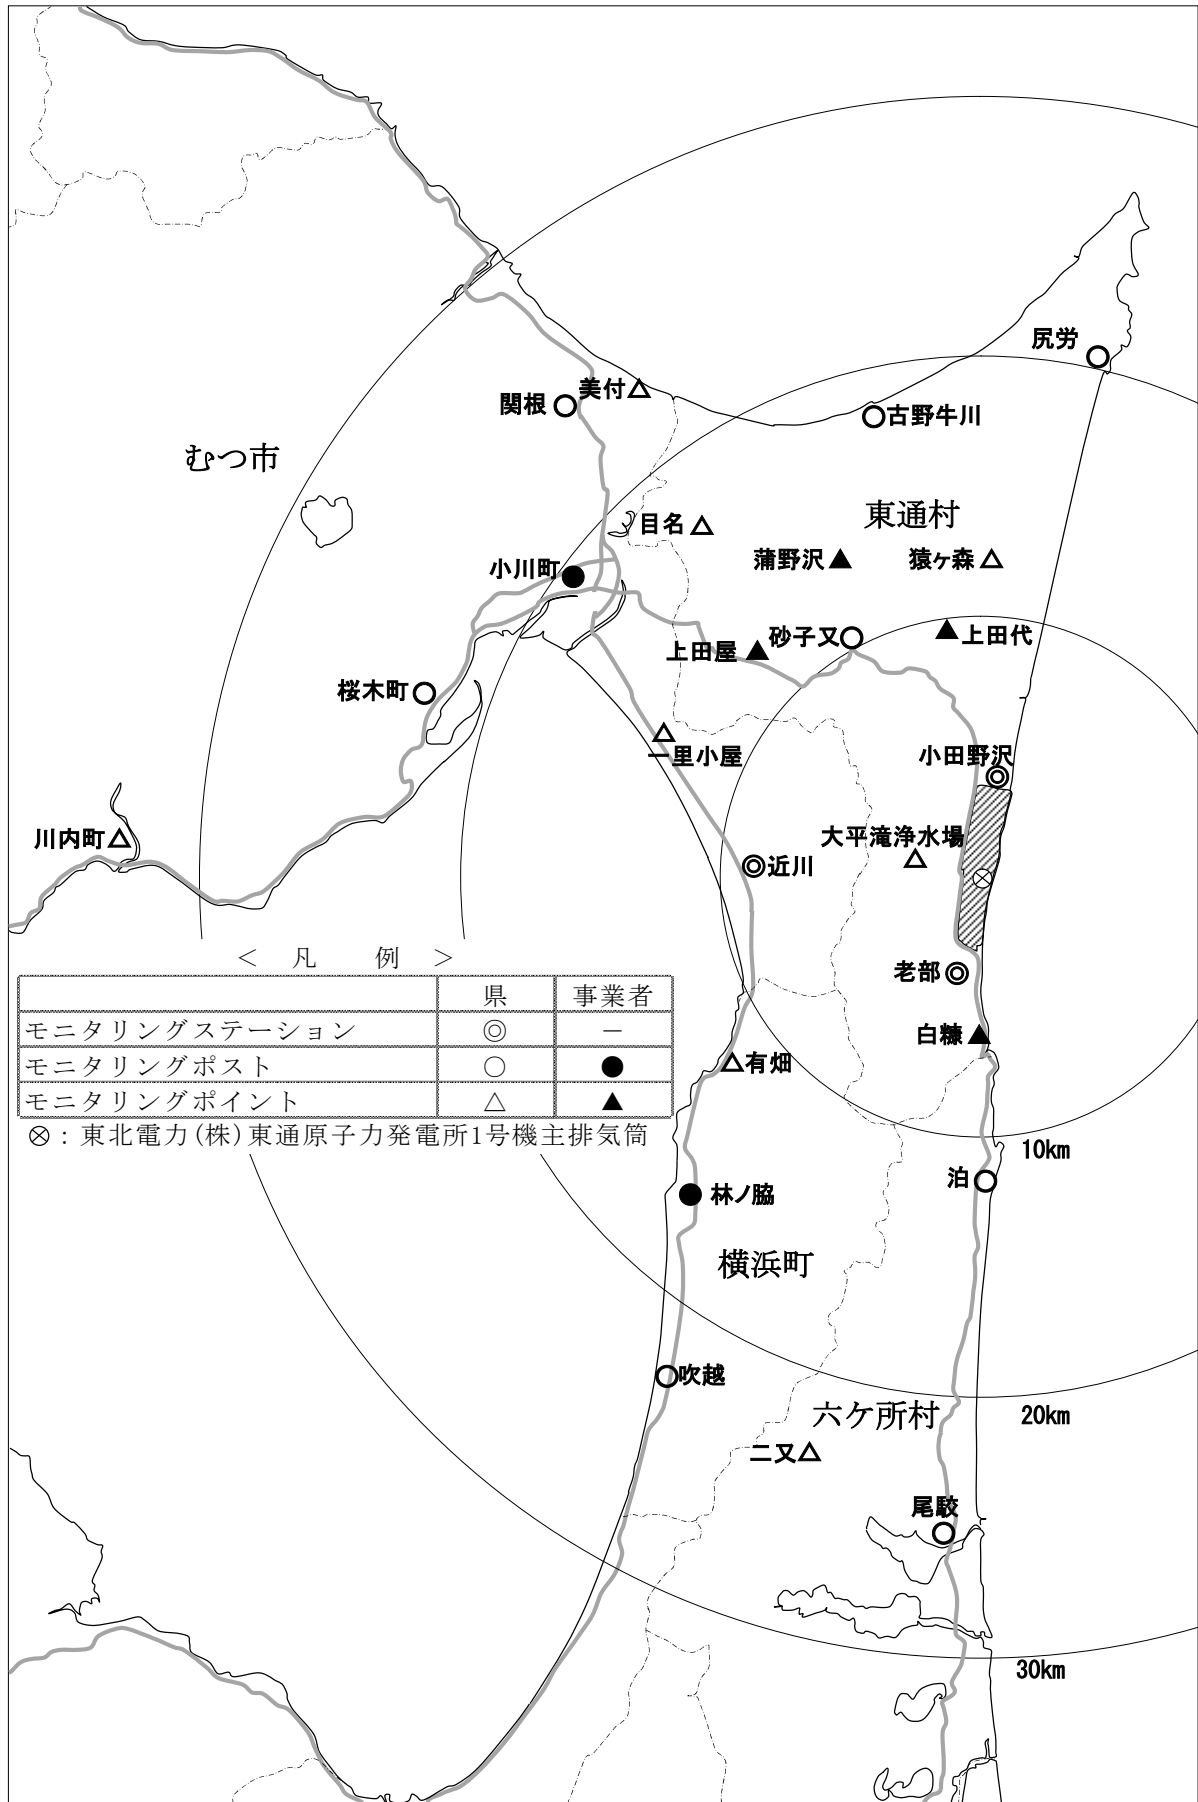 尻労
美付△
関根○
○古野牛川
むつ市
東通村
目名△
蒲野沢▲
猿ヶ森△
小川町
●
砂子又○
▲上田代
上田屋▲
桜木町○
△
一里小屋
小田野沢
◎
川内町△
大平滝浄水場
△
◎近川
⊗
<　凡　例　>
県　事業者
モニタリングステーション　◎　－
モニタリングポスト　○　●
モニタリングポイント　△　▲
⊗：東北電力(株)東通原子力発電所1号機主排気筒
老部◎
白糠▲
△有畑
10km
泊○
●林ノ脇
横浜町
○吹越
20km
六ケ所村
二又△
尾駮
○
30km